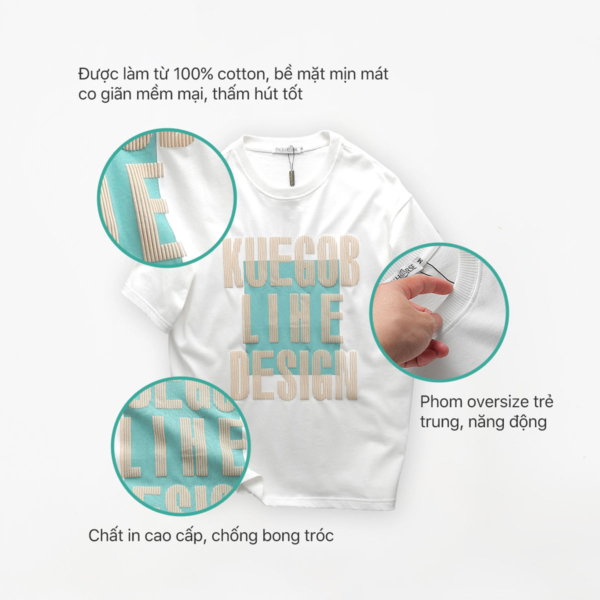 Được làm từ 100% cotton, bề mặt mịn mát
co giãn mềm mại, thấm hút tốt
KUEGOB
LIHE
DESIGN
Phom oversize trẻ
trung, năng động
LIHE
Chất in cao cấp, chống bong tróc